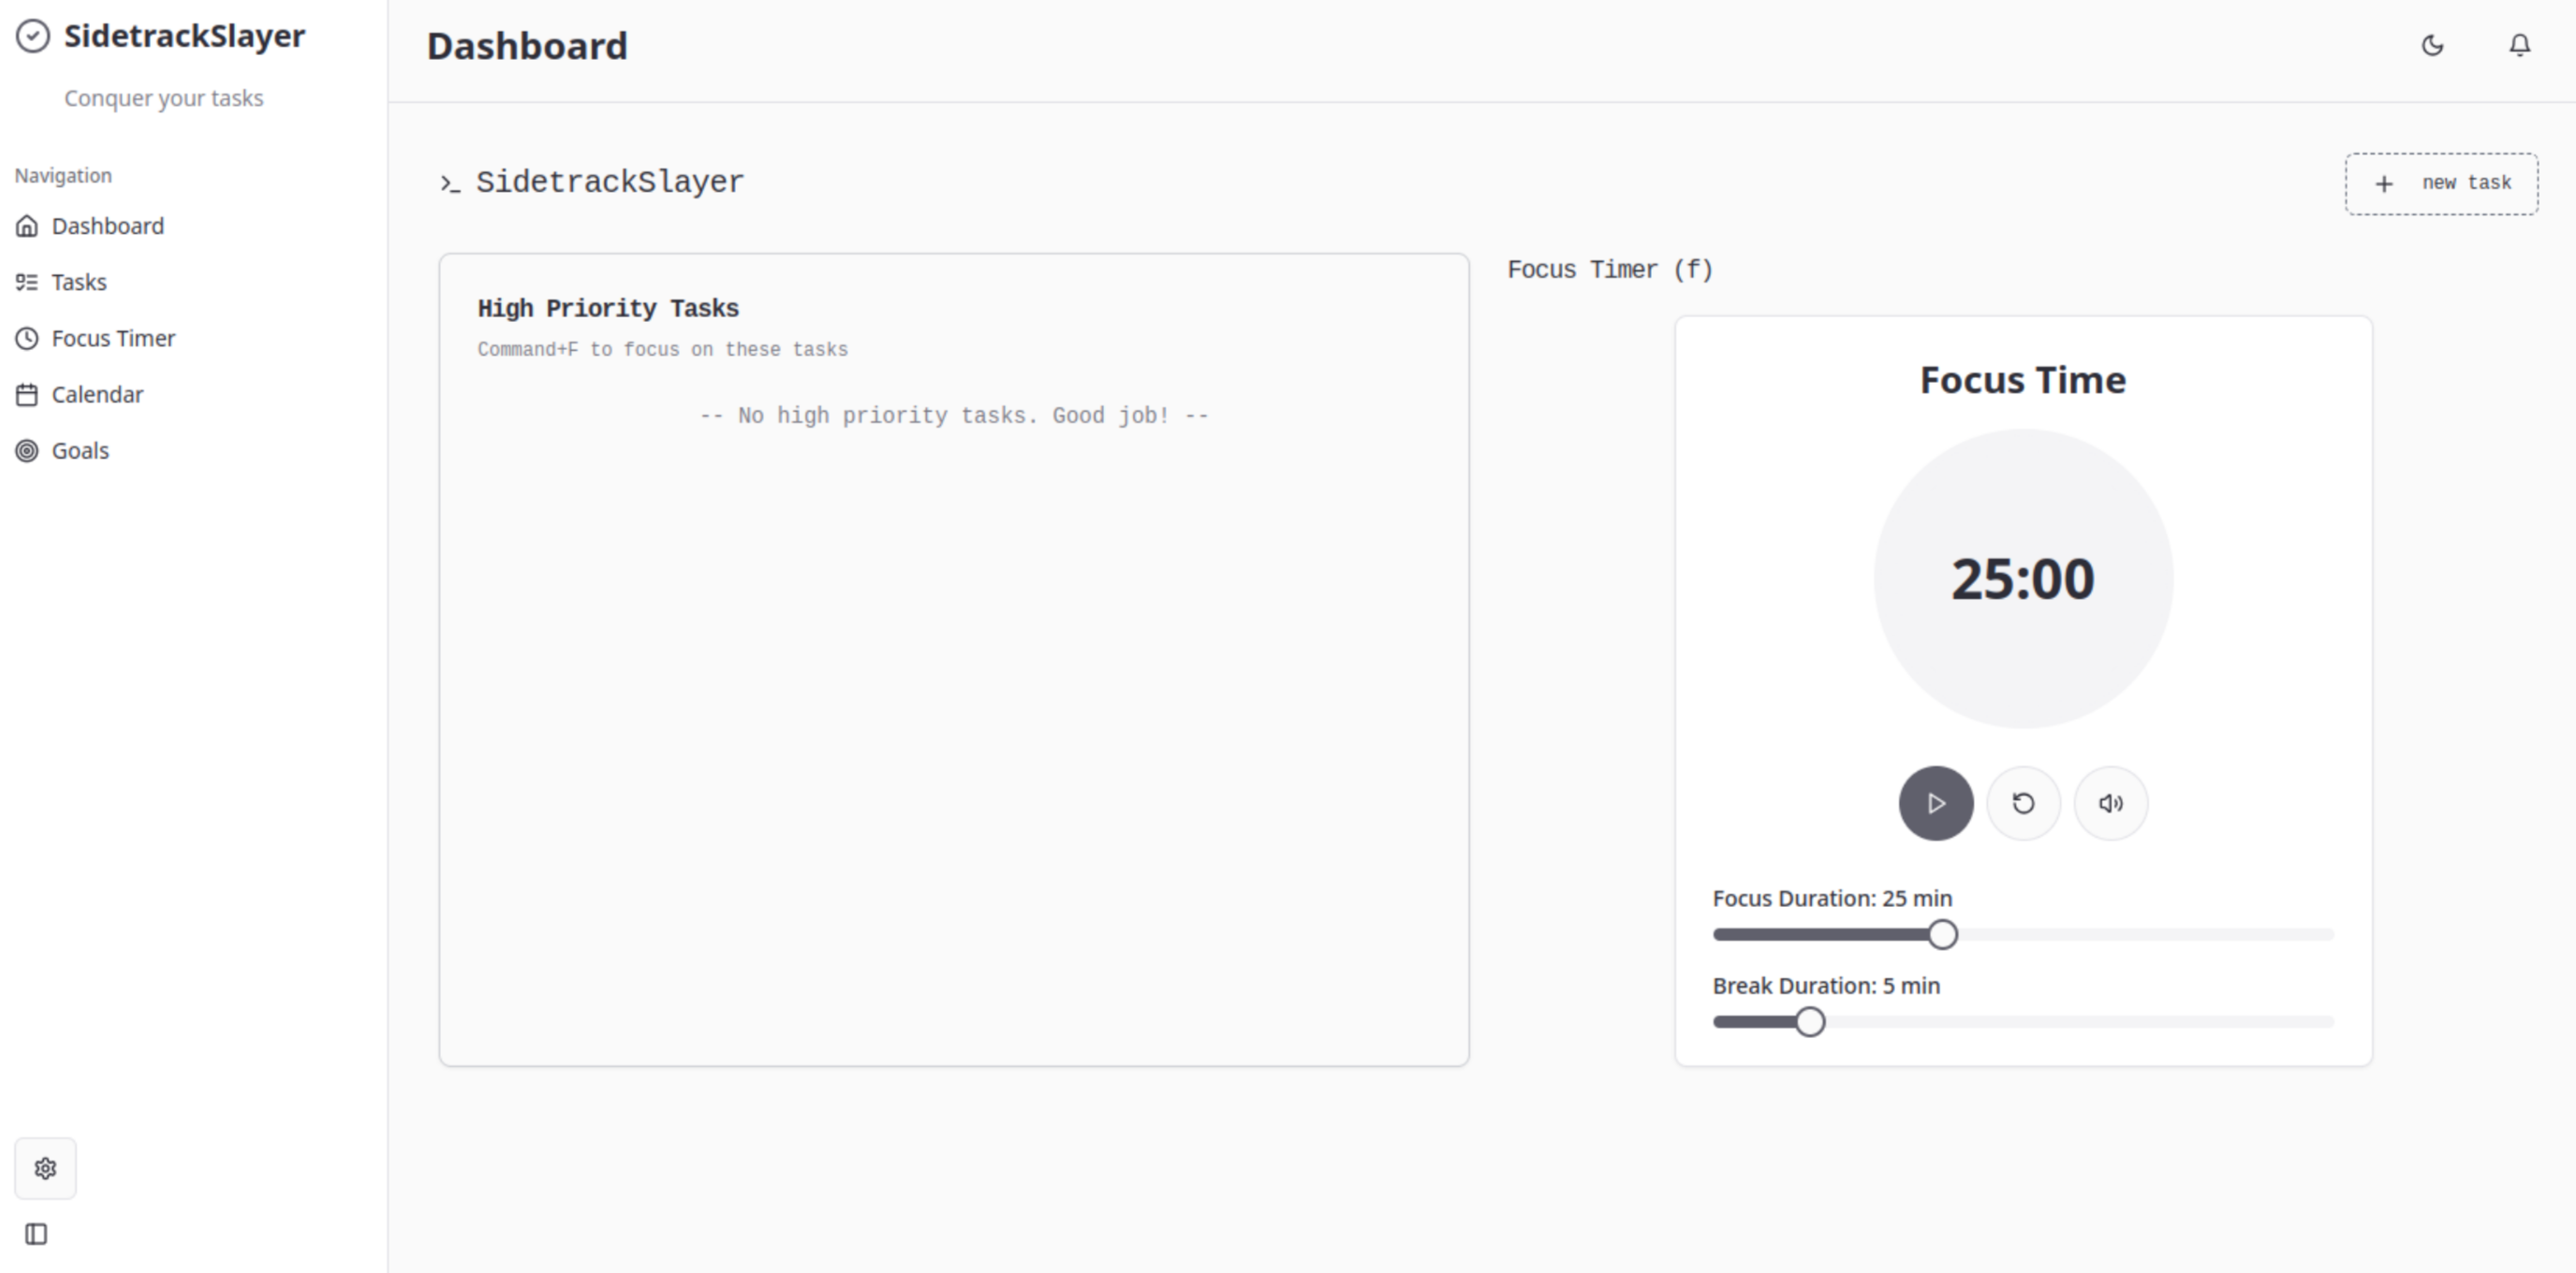 SidetrackSlayer
Conquer your tasks
Navigation
Dashboard
Tasks
Focus Timer
Calendar
Goals
Dashboard
SidetrackSlayer
+ new task
High Priority Tasks
Command+F to focus on these tasks
-- No high priority tasks. Good job! --
Focus Timer (f)
Focus Time
25:00
Focus Duration: 25 min
Break Duration: 5 min